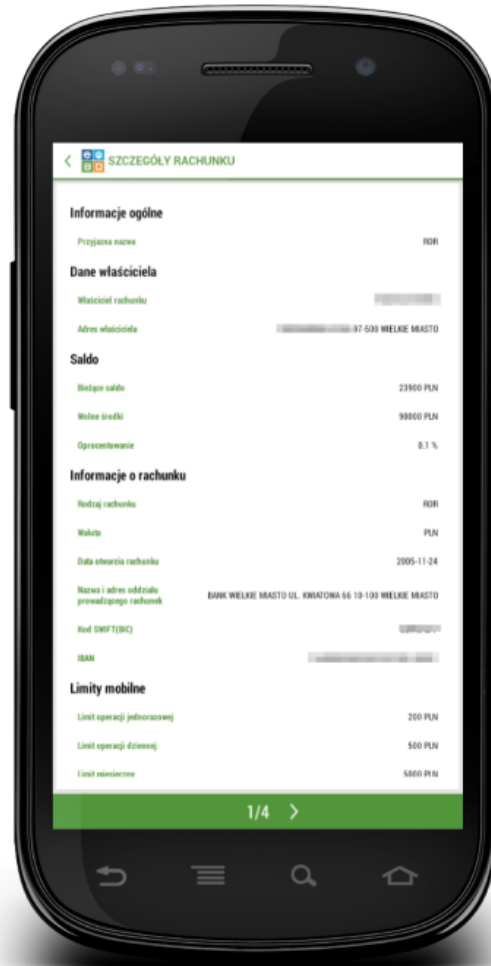 SZCZEGÓŁY RACHUNKU
Informacje ogólne
Przyjazna nazwa ROR
Dane właściciela
Właściciel rachunku
Adres właściciela 07-500 WIELKIE MIASTO
Saldo
Bieżące saldo 23900 PLN
Wolne środki 90000 PLN
Oprocentowanie 0.1 %
Informacje o rachunku
Rodzaj rachunku ROR
Waluta PLN
Data otwarcia rachunku 2005-11-24
Nazwa i adres oddziału
prowadzącego rachunek BANK WIELKIE MIASTO UL. KWIATOWA 66 10-100 WIELKIE MIASTO
Kod SWIFT(BIC)
IBAN
Limity mobilne
Limit operacji jednorazowej 200 PLN
Limit operacji dziennej 500 PLN
Limit miesięczny 5000 PLN
1/4